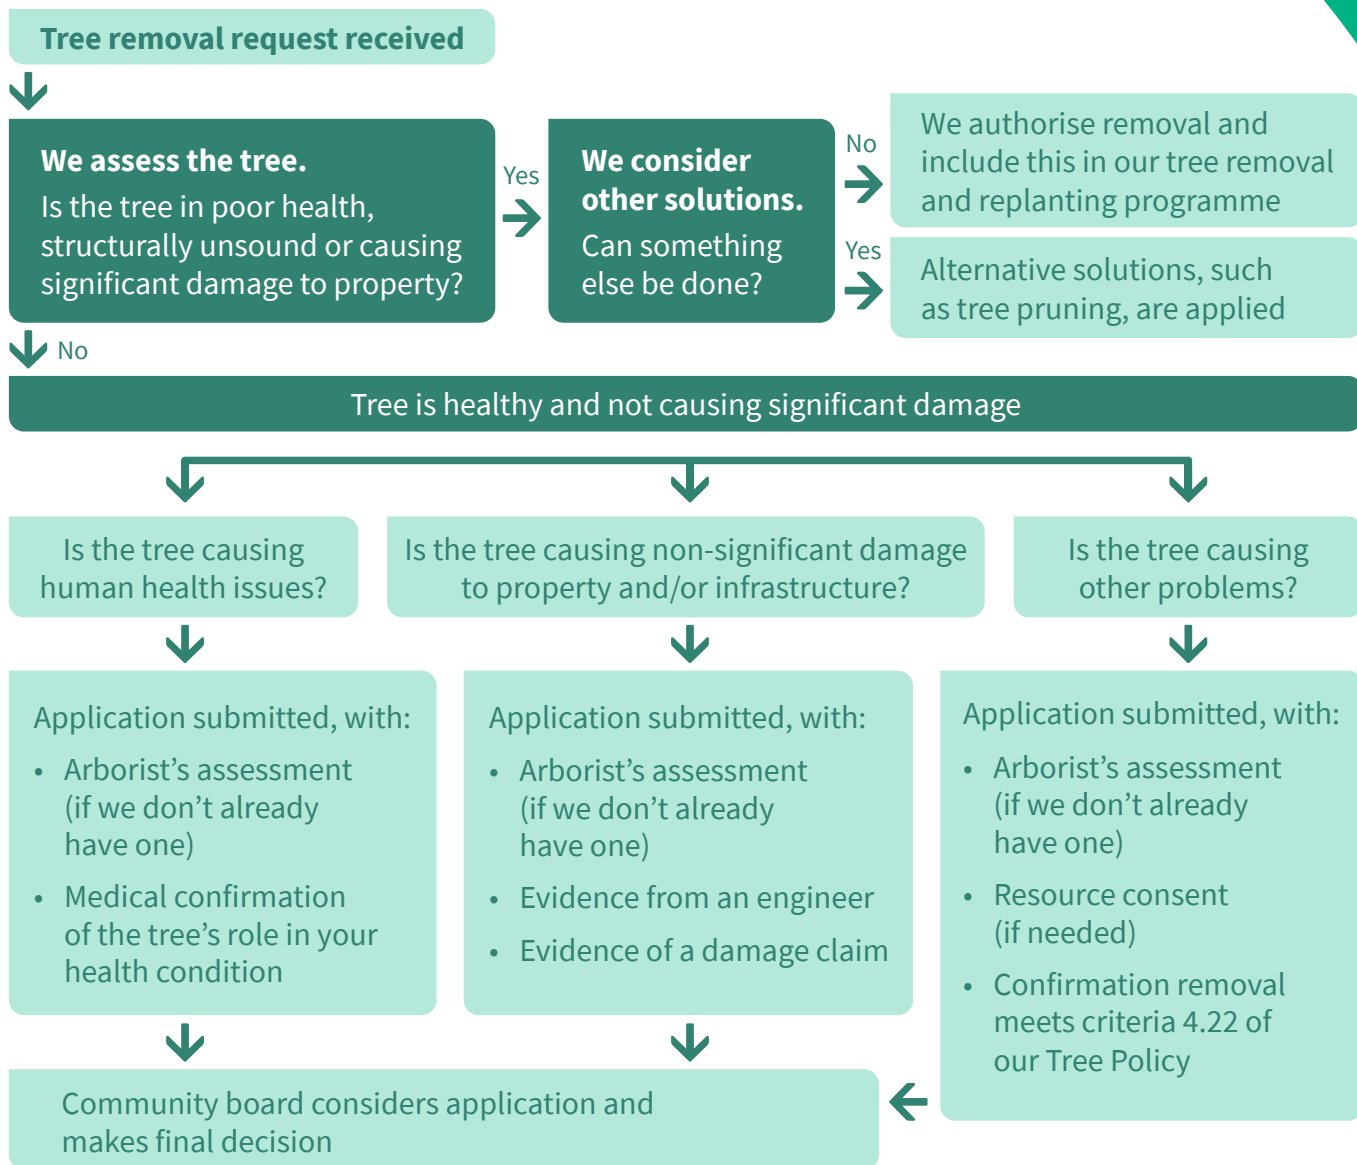 Tree removal request received
We assess the tree.
Is the tree in poor health,
structurally unsound or causing
significant damage to property?
Yes
We consider
other solutions.
Can something
else be done?
No
We authorise removal and
include this in our tree removal
and replanting programme
Yes
Alternative solutions, such
as tree pruning, are applied
No
Tree is healthy and not causing significant damage
Is the tree causing
human health issues?
Is the tree causing non-significant damage
to property and/or infrastructure?
Is the tree causing
other problems?
Application submitted, with:
• Arborist’s assessment
(if we don’t already
have one)
• Medical confirmation
of the tree’s role in your
health condition
Application submitted, with:
• Arborist’s assessment
(if we don’t already
have one)
• Evidence from an engineer
• Evidence of a damage claim
Application submitted, with:
• Arborist’s assessment
(if we don’t already
have one)
• Resource consent
(if needed)
• Confirmation removal
meets criteria 4.22 of
our Tree Policy
Community board considers application and
makes final decision